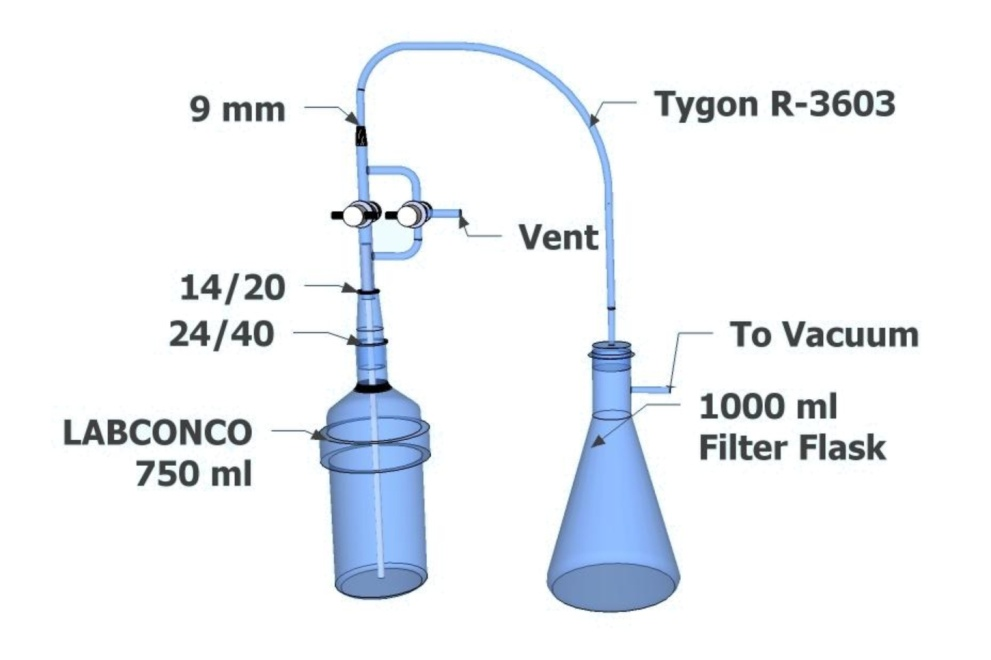 9 mm
Tygon R-3603
Vent
14/20
24/40
To Vacuum
1000 ml
Filter Flask
LABCONCO
750 ml